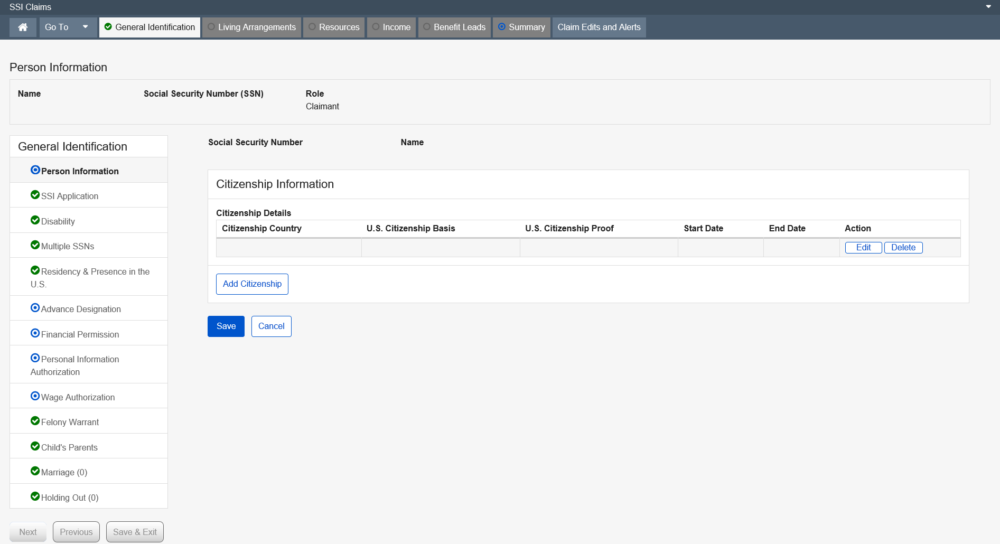 SSI Claims
Go To General Identification Living Arrangements Resources Income Benefit Leads Summary Claim Edits and Alerts
Person Information
Name Social Security Number (SSN) Role
Claimant
General Identification
Person Information
SSI Application
Disability
Multiple SSNs
Residency & Presence in the
U.S.
Advance Designation
Financial Permission
Personal Information
Authorization
Wage Authorization
Felony Warrant
Child's Parents
Marriage (0)
Holding Out (0)
Next Previous Save & Exit
Social Security Number Name
Citizenship Information
Citizenship Details
Citizenship Country U.S. Citizenship Basis U.S. Citizenship Proof Start Date End Date Action
Edit Delete
Add Citizenship
Save Cancel